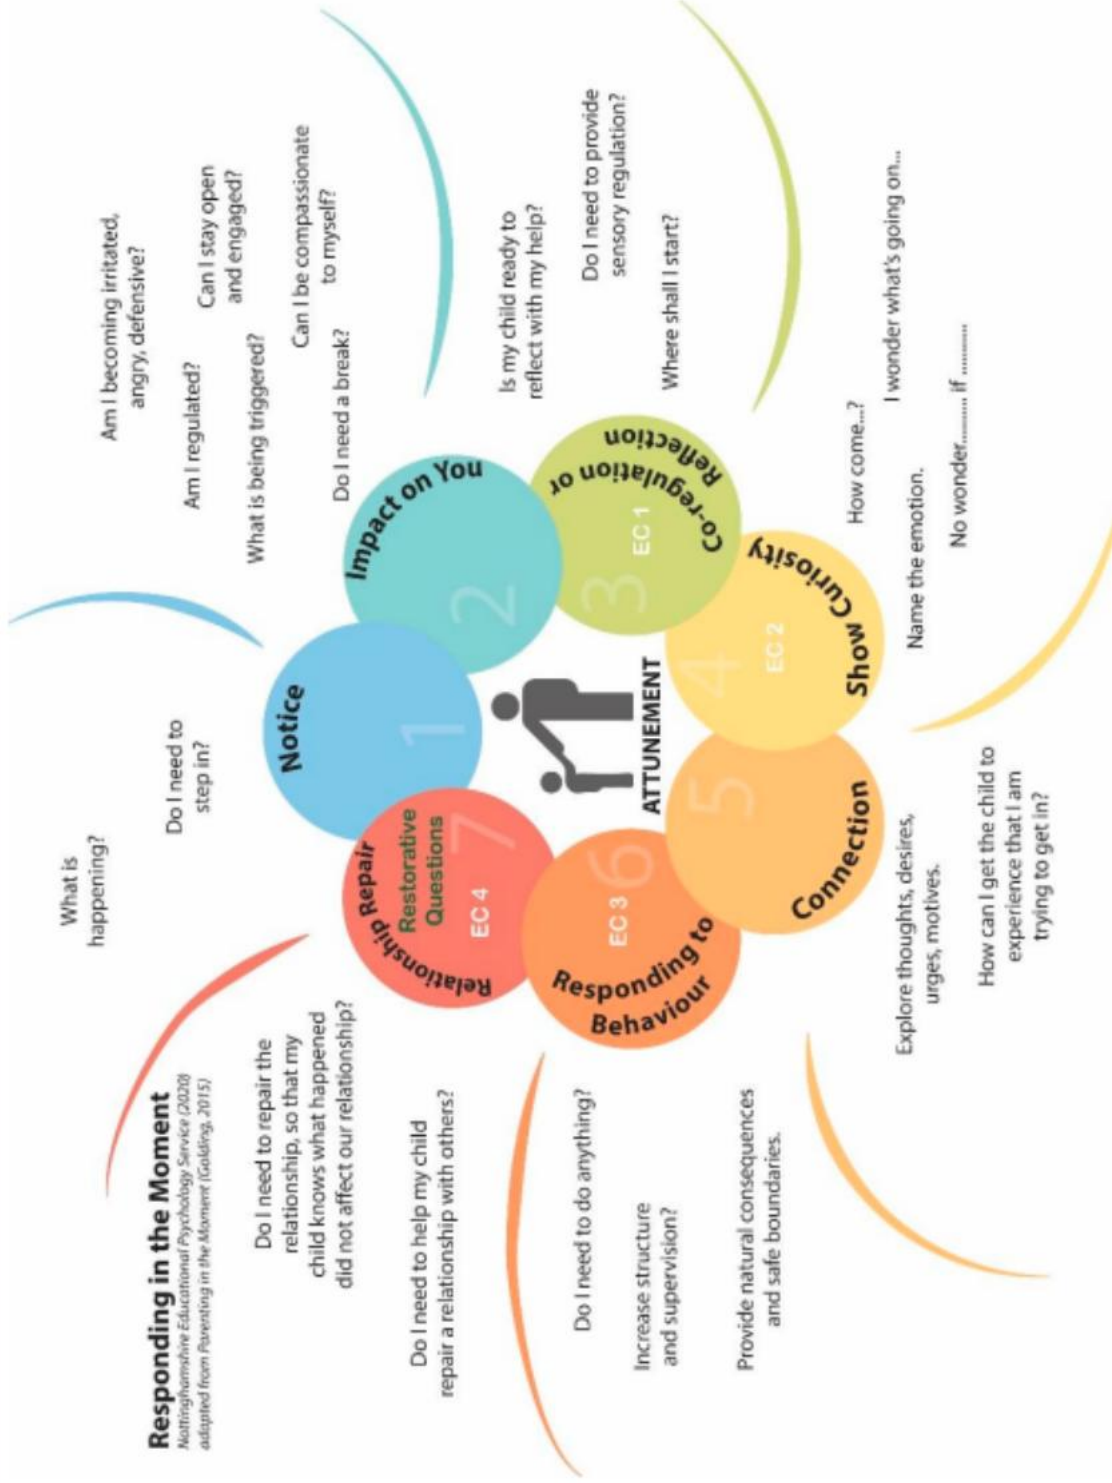 Responding in the Moment
Nottinghamshire Educational Psychology Service (2020)
adapted from Parenting in the Moment (Golding, 2015)
What is
happening?
Do I need to
step in?
Notice
1
Am I becoming irritated,
angry, defensive?
Am I regulated?
Can I stay open
and engaged?
What is being triggered?
Can I be compassionate
to myself?
Do I need a break?
Impact on You
2
Is my child ready to
reflect with my help?
Do I need to provide
sensory regulation?
Where shall I start?
Co-regulation or
Reflection
EC 1
3
How come...?
I wonder what's going on...
Name the emotion.
No wonder........... if ............
Show Curiosity
EC 2
4
Explore thoughts, desires,
urges, motives.
How can I get the child to
experience that I am
trying to get in?
Connection
5
Do I need to do anything?
Increase structure
and supervision?
Provide natural consequences
and safe boundaries.
Responding to
Behaviour
EC 3
6
Do I need to repair the
relationship, so that my
child knows what happened
did not affect our relationship?
Do I need to help my child
repair a relationship with others?
Relationship Repair
Restorative
Questions
EC 4
7
ATTUNEMENT